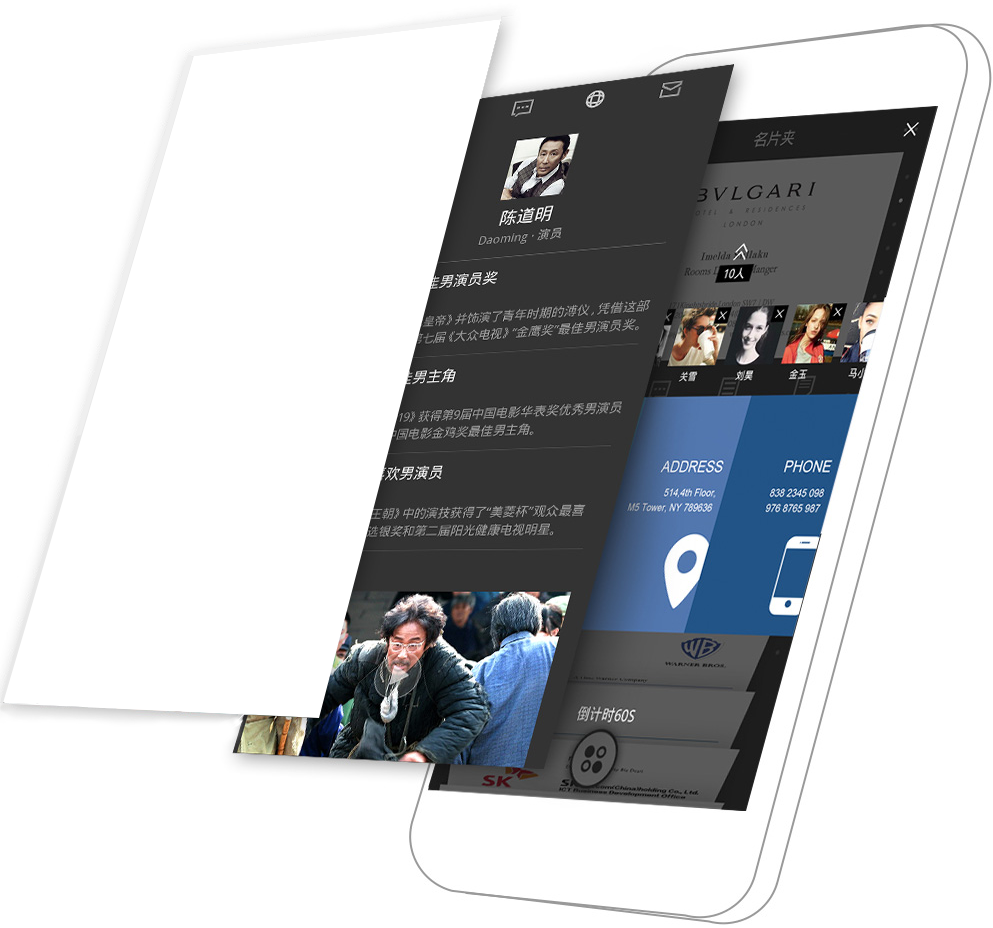 陈道明
Daoming · 演员
佳男演员奖
皇帝》并饰演了青年时期的溥仪，凭借这部
第七届《大众电视》“金鹰奖”最佳男演员奖。
佳男主角
19》获得第9届中国电影华表奖优秀男演员
中国电影金鸡奖最佳男主角。
喜欢男演员
王朝》中的演技获得了“美菱杯”观众最喜
选银奖和第二届阳光健康电视明星。
名片夹
BVLGARI
HOTEL & RESIDENCES
LONDON
Imelda
Rooms
10人
关雪
刘昊
金玉
马小
ADDRESS
514,4th Floor,
M5 Tower, NY 789636
PHONE
838 2345 098
976 8765 987
WB
WARNER BROS.
倒计时60S
SK
(China)holding Co., Ltd.
ICT Business Development Office